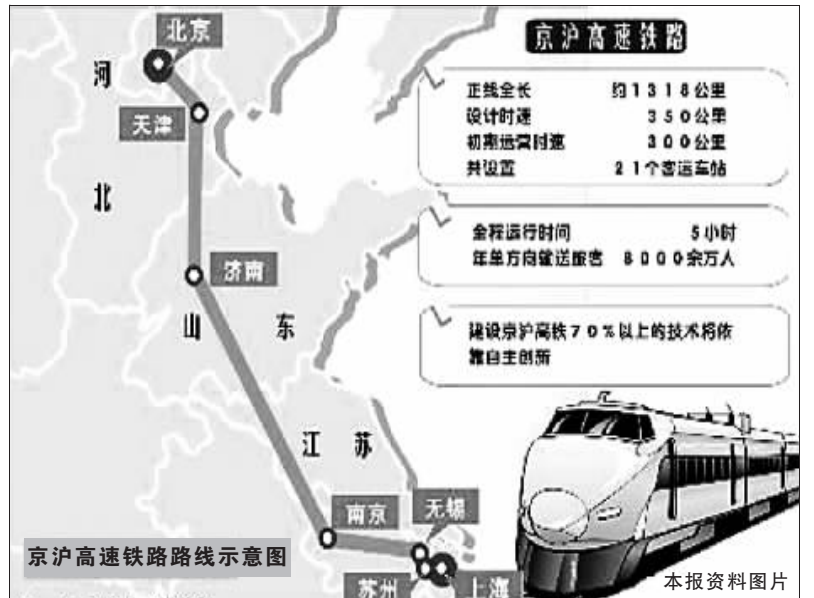 京沪高速铁路
正线全长 约1318公里
设计时速 350公里
初期运营时速 300公里
共设置 21个客运车站
全程运行时间 5小时
年单方向输送旅客 8000余万人
建设京沪高铁70%以上的技术将依
靠自主创新
北京
河
天津
北
济南
山 东
江 苏
南京
无锡
苏州
上海
京沪高速铁路路线示意图
本报资料图片